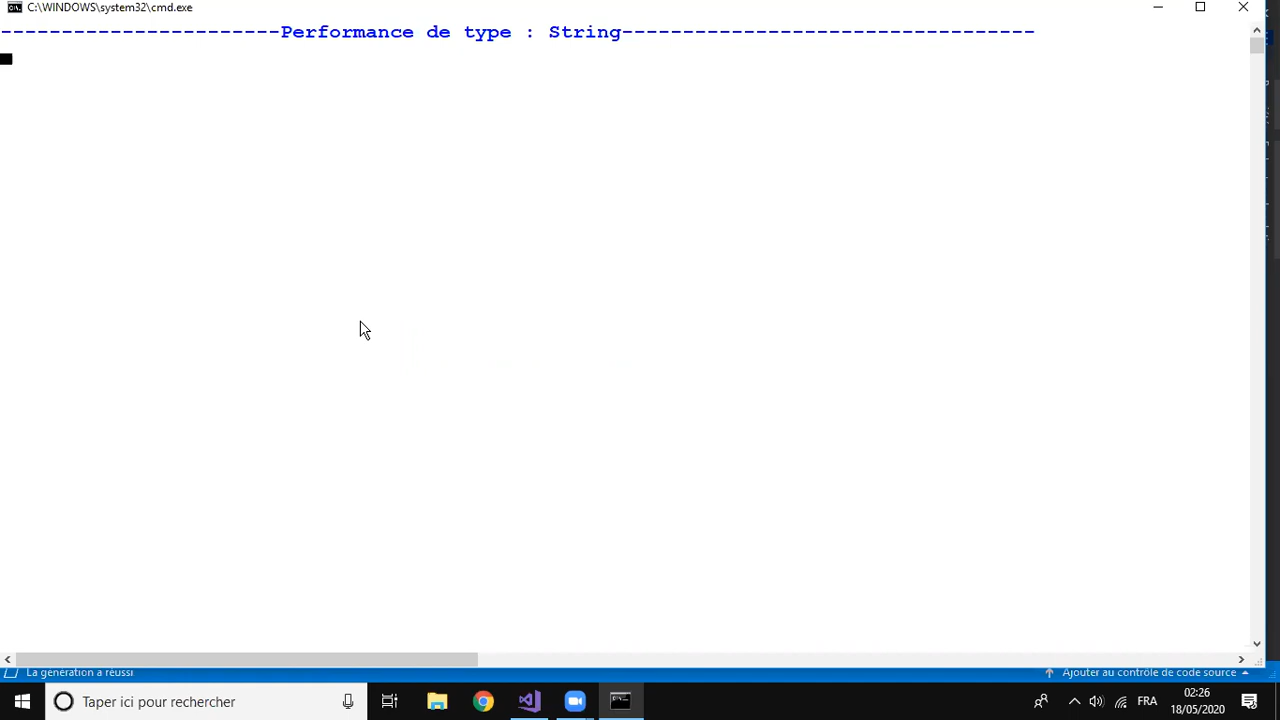 C:\WINDOWS\system32\cmd.exe
-----------------------Performance de type : String----------------------------------
La génération a réussi
Ajouter au contrôle de code source
Taper ici pour rechercher
FRA
02:26
18/05/2020